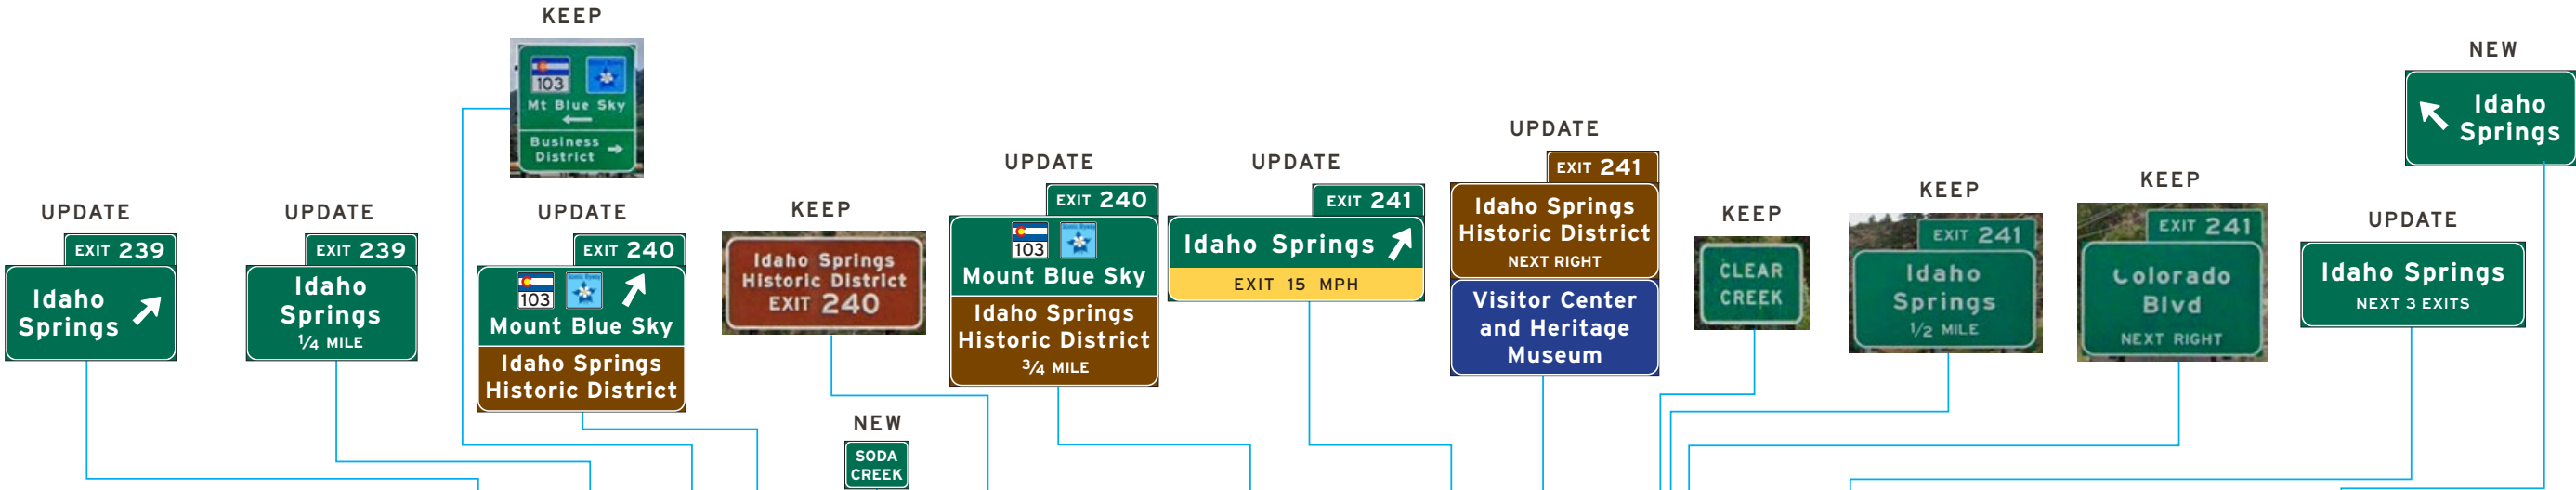 KEEP
103
Mt Blue Sky
Business
District
NEW
Idaho
Springs
UPDATE
EXIT 241
Idaho Springs
Historic District
NEXT RIGHT
Visitor Center
and Heritage
Museum
UPDATE
EXIT 240
103
Mount Blue Sky
Idaho Springs
Historic District
3/4 MILE
UPDATE
EXIT 241
Idaho Springs
EXIT 15 MPH
UPDATE
EXIT 239
Idaho
Springs
UPDATE
EXIT 239
Idaho
Springs
1/4 MILE
UPDATE
EXIT 240
103
Mount Blue Sky
Idaho Springs
Historic District
KEEP
Idaho Springs
Historic District
EXIT 240
KEEP
CLEAR
CREEK
KEEP
EXIT 241
Idaho
Springs
1/2 MILE
KEEP
EXIT 241
Colorado
Blvd
NEXT RIGHT
UPDATE
Idaho Springs
NEXT 3 EXITS
NEW
SODA
CREEK